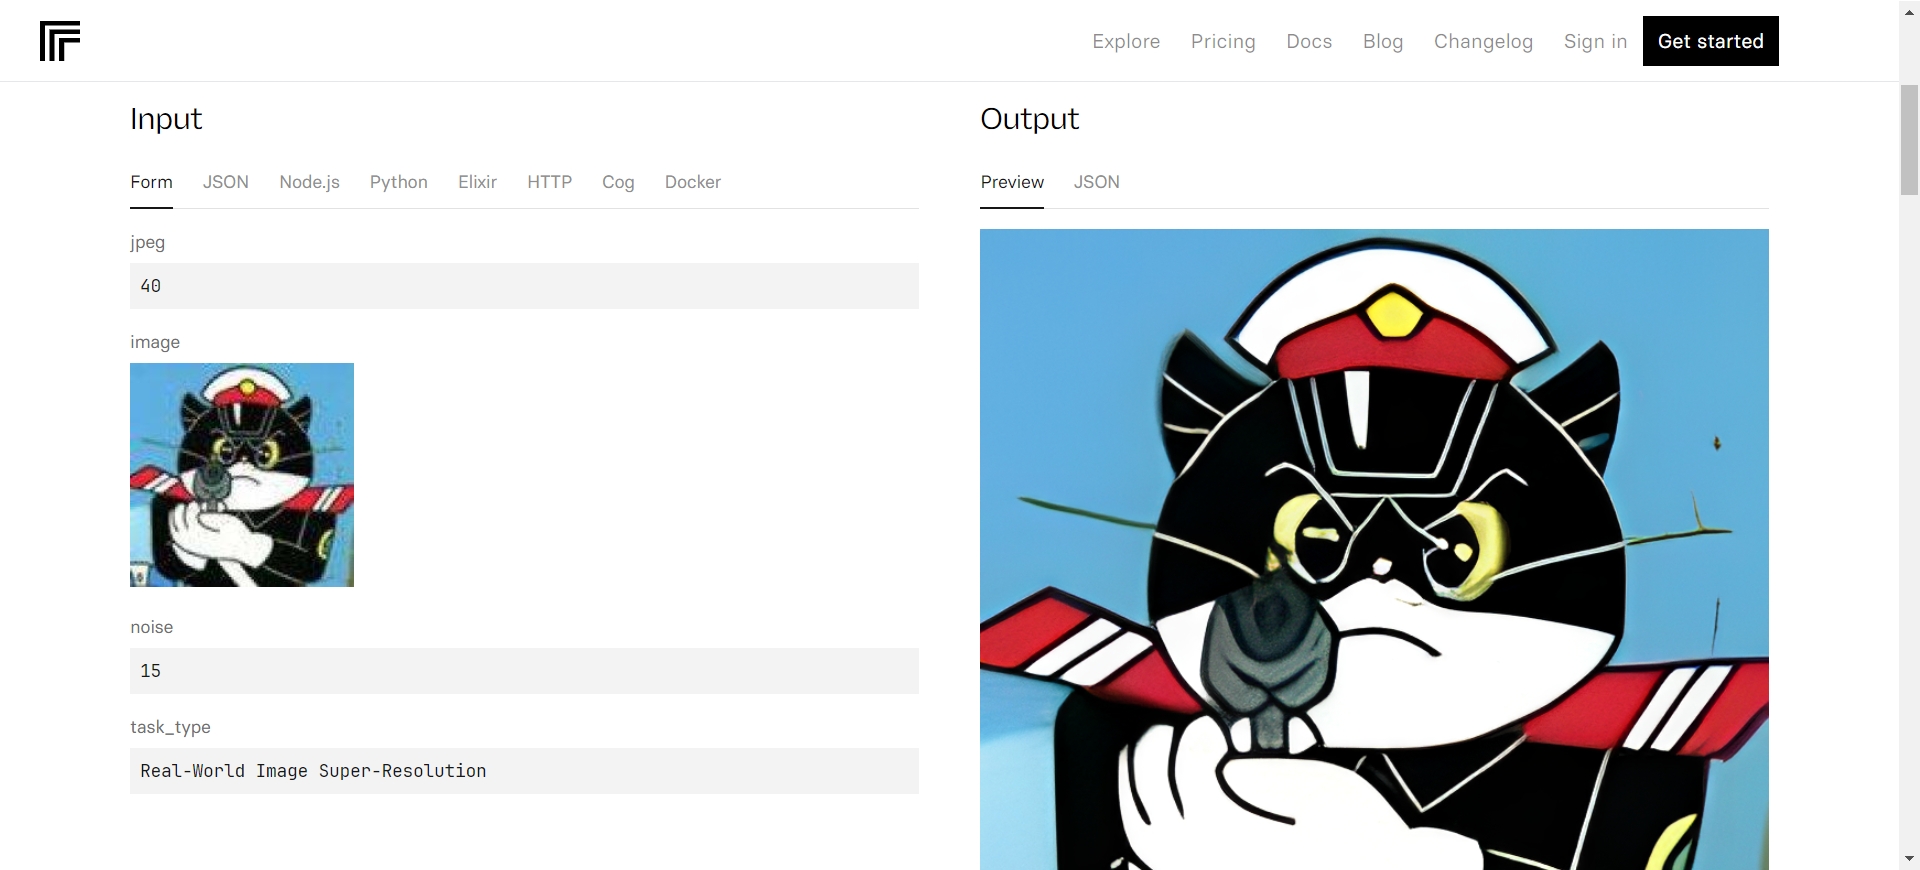 Explore Pricing Docs Blog Changelog Sign in Get started
Input
Form JSON Node.js Python Elixir HTTP Cog Docker
jpeg
40
image
noise
15
task_type
Real-World Image Super-Resolution
Output
Preview JSON